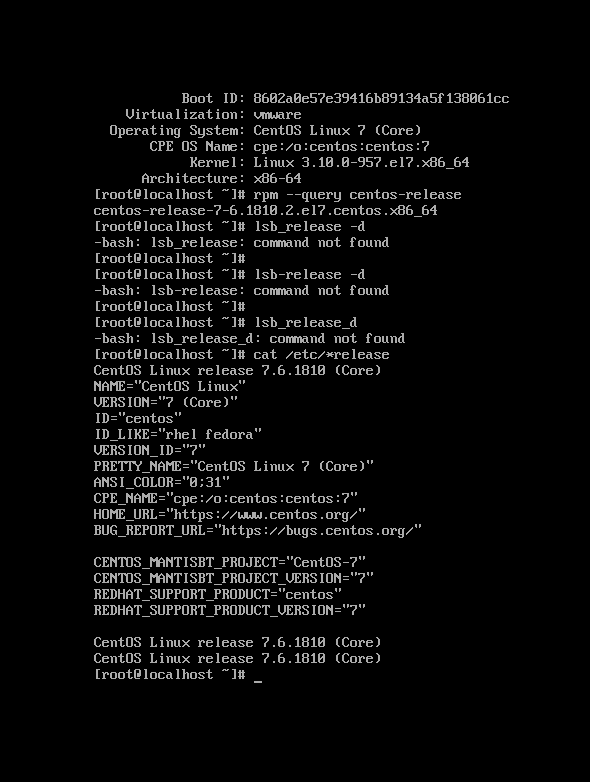 Boot ID: 8602a0e57e39416b89134a5f138061cc
Virtualization: vmware
Operating System: CentOS Linux 7 (Core)
CPE OS Name: cpe:/o:centos:centos:7
Kernel: Linux 3.10.0-957.el7.x86_64
Architecture: x86-64
[root@localhost ~]# rpm --query centos-release
centos-release-7-6.1810.2.el7.centos.x86_64
[root@localhost ~]# lsb_release -d
-bash: lsb_release: command not found
[root@localhost ~]#
[root@localhost ~]# lsb-release -d
-bash: lsb-release: command not found
[root@localhost ~]#
[root@localhost ~]# lsb_release_d
-bash: lsb_release_d: command not found
[root@localhost ~]# cat /etc/*release
CentOS Linux release 7.6.1810 (Core)
NAME="CentOS Linux"
VERSION="7 (Core)"
ID="centos"
ID_LIKE="rhel fedora"
VERSION_ID="7"
PRETTY_NAME="CentOS Linux 7 (Core)"
ANSI_COLOR="0;31"
CPE_NAME="cpe:/o:centos:centos:7"
HOME_URL="https://www.centos.org/"
BUG_REPORT_URL="https://bugs.centos.org/"

CENTOS_MANTISBT_PROJECT="CentOS-7"
CENTOS_MANTISBT_PROJECT_VERSION="7"
REDHAT_SUPPORT_PRODUCT="centos"
REDHAT_SUPPORT_PRODUCT_VERSION="7"

CentOS Linux release 7.6.1810 (Core)
CentOS Linux release 7.6.1810 (Core)
[root@localhost ~]# _